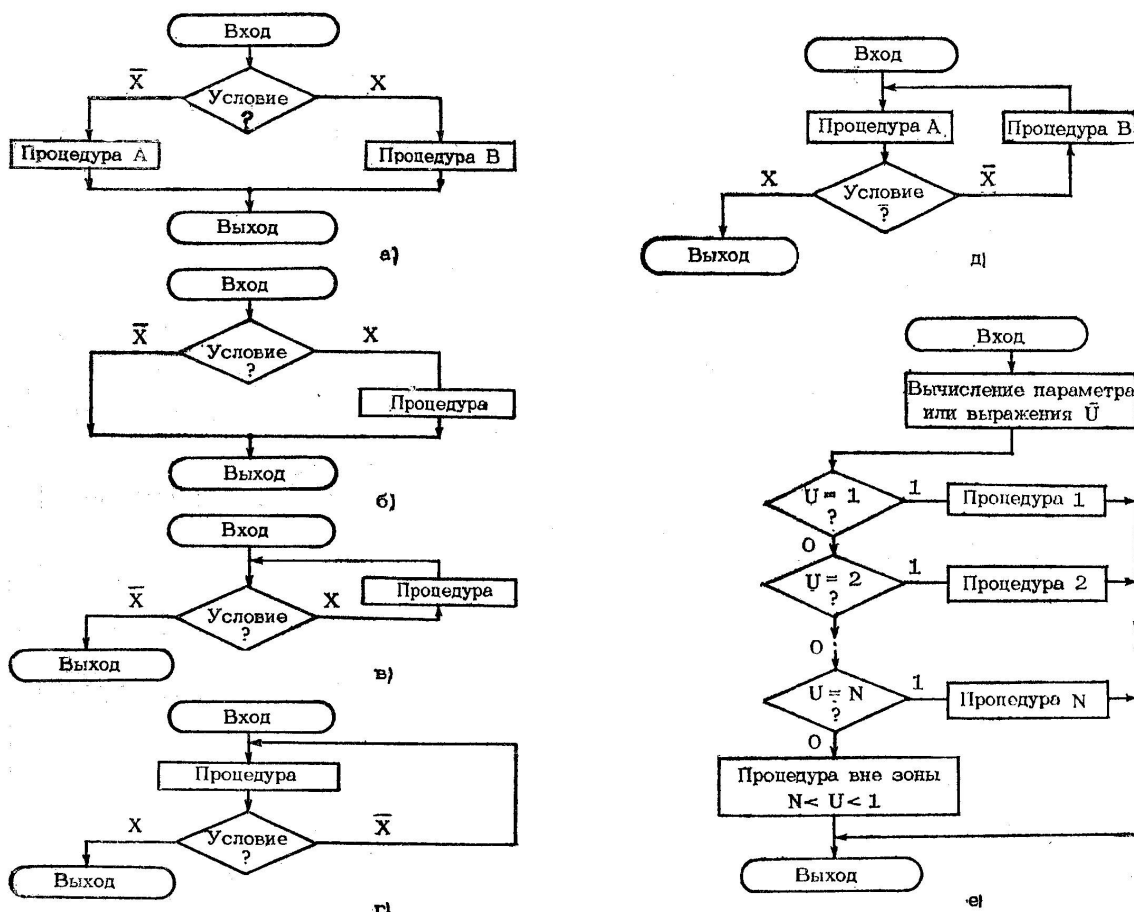 Вход
Условие
?
X̅
X
Процедура А
Процедура В
Выход
а)
Вход
Условие
?
X̅
X
Процедура
Выход
б)
Вход
Процедура
X̅
Условие
?
X
Выход
в)
Вход
Процедура
X
Условие
?
X̅
Выход
г)
Вход
Процедура А
Процедура В
X
Условие
?
X̅
Выход
д)
Вход
Вычисление параметра
или выражения U
U = 1
?
1
Процедура 1
0
U = 2
?
1
Процедура 2
0
U = N
?
1
Процедура N
0
Процедура вне зоны
N < U < 1
Выход
е)